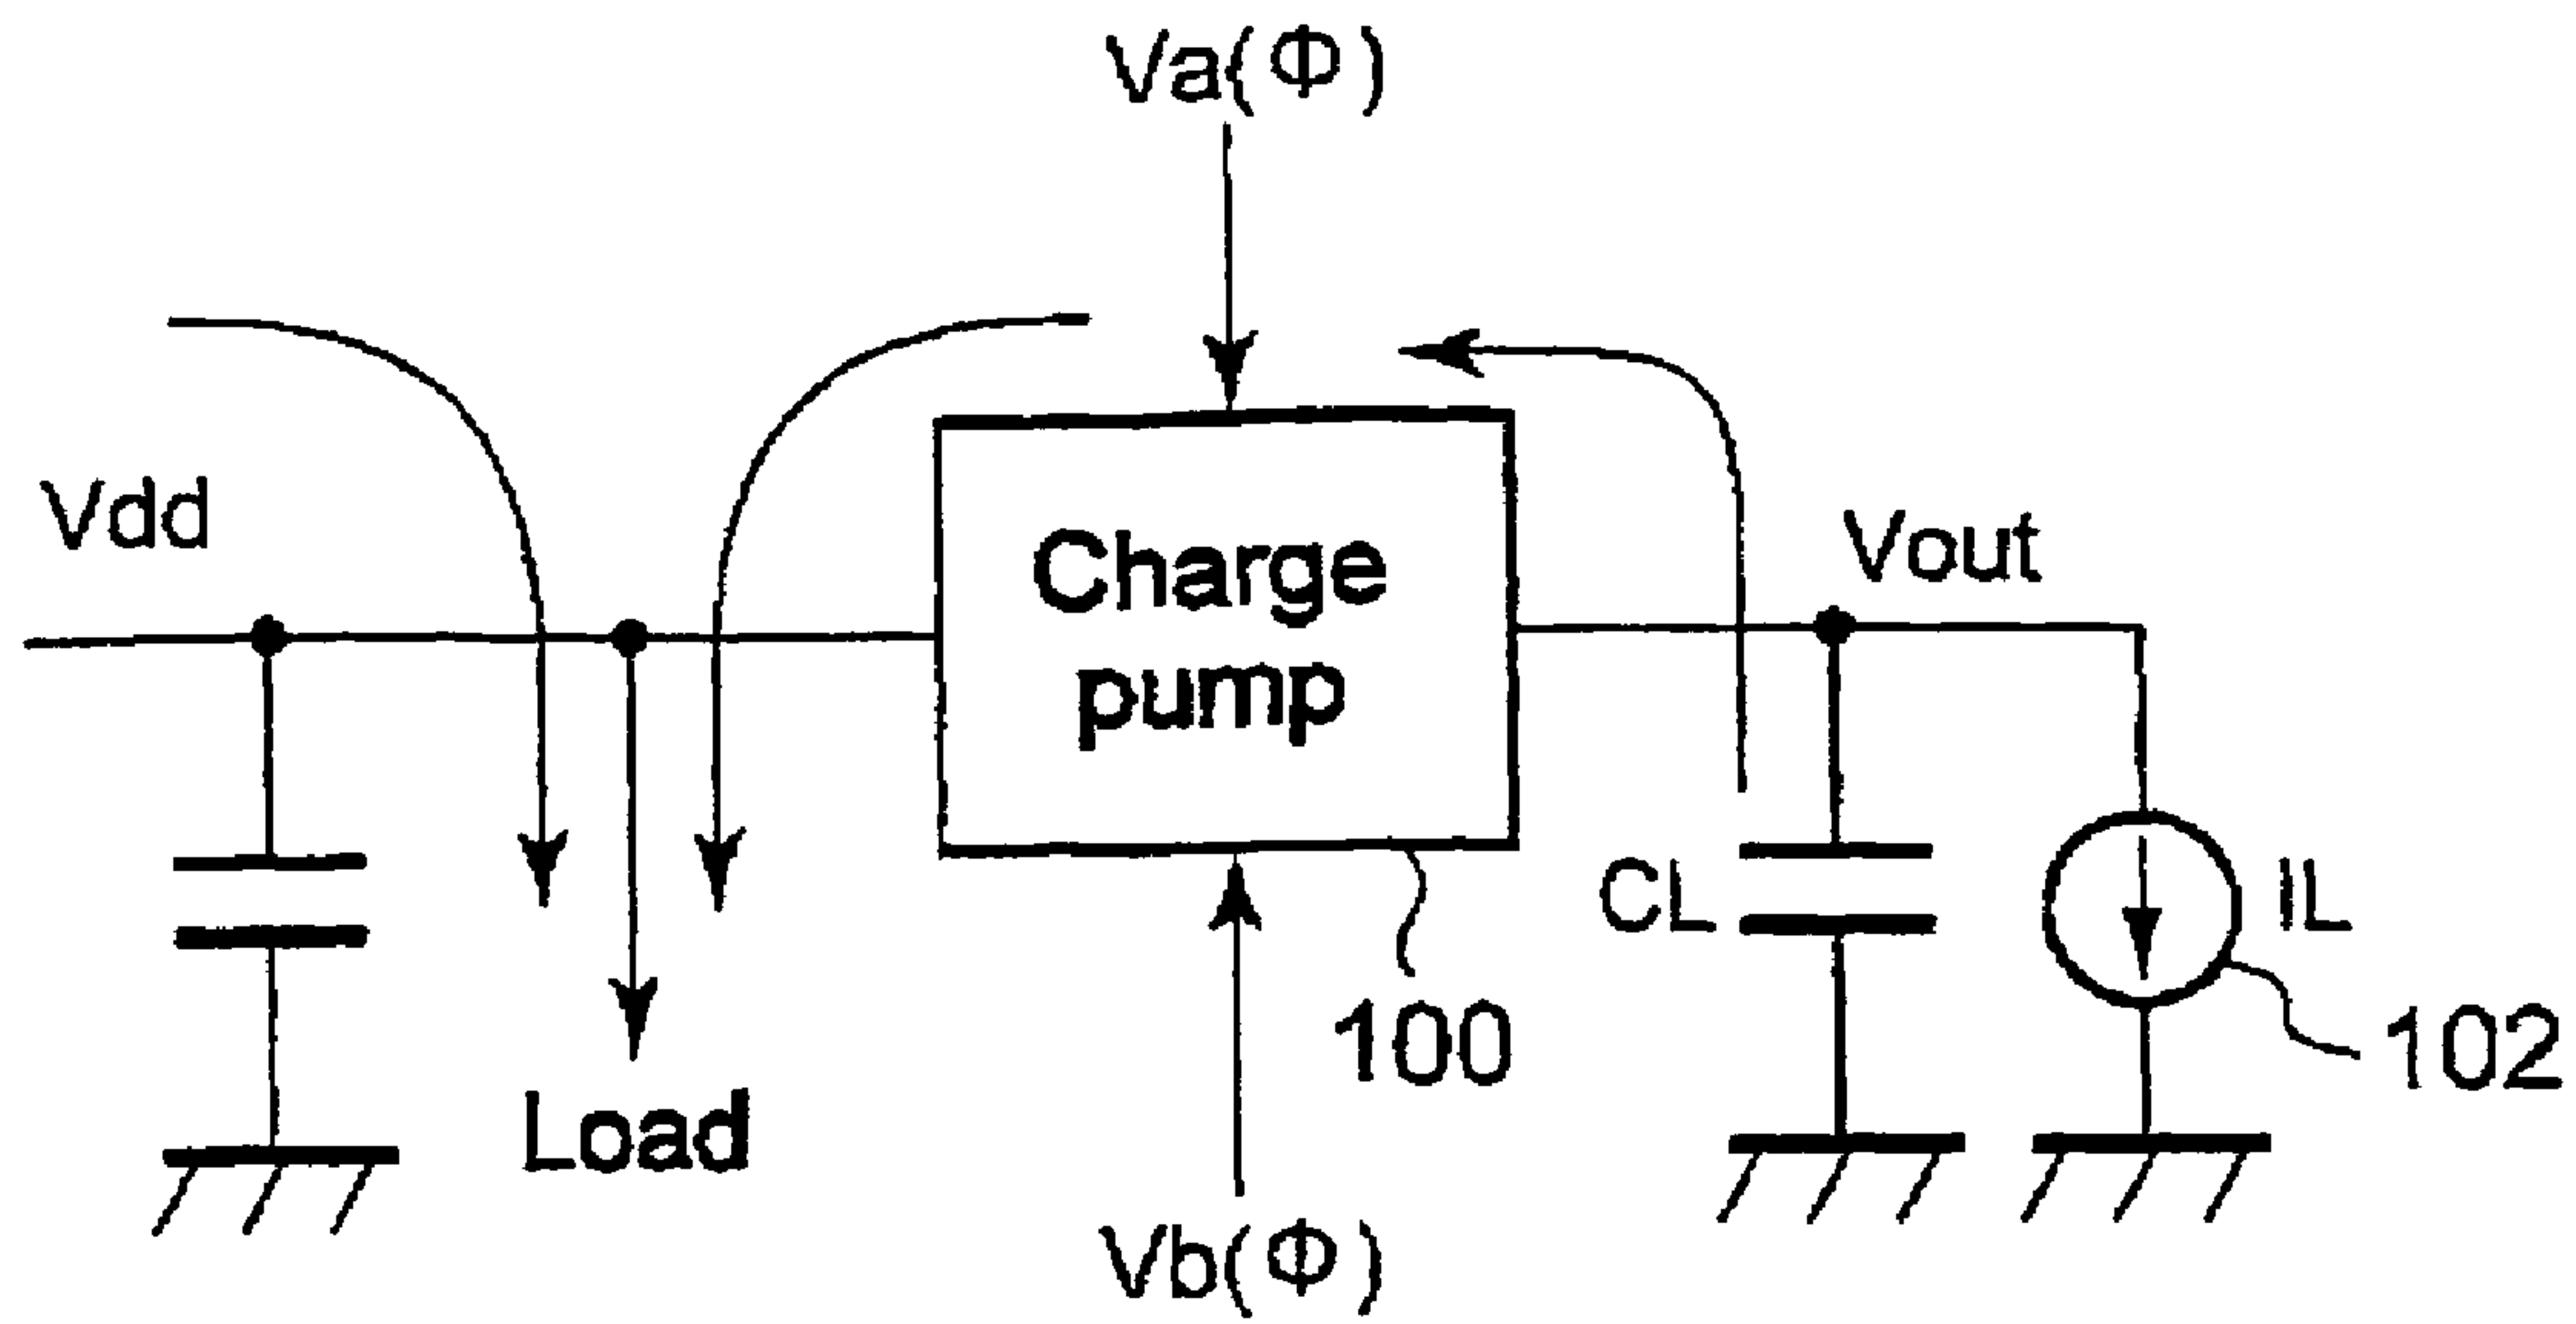 Va(Φ)
Vdd
Charge
pump
Vout
CL
IL
100
102
Load
Vb(Φ)